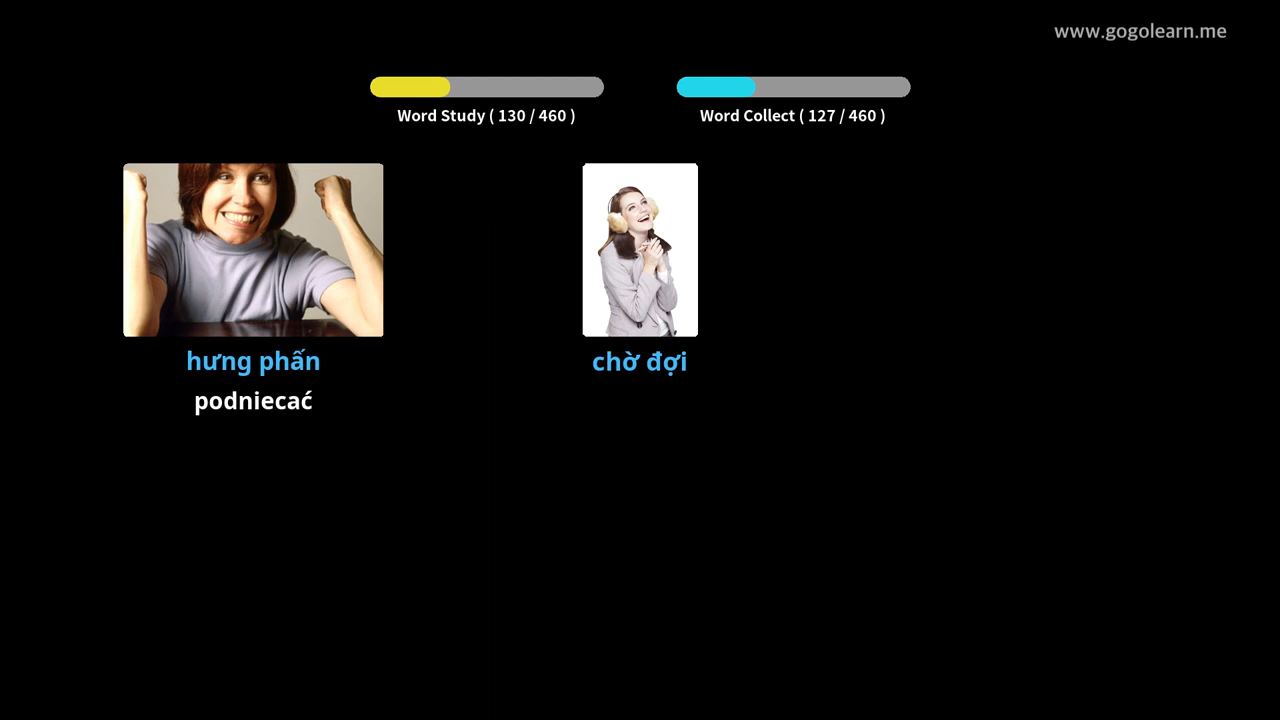 www.gogolearn.me
Word Study ( 130 / 460 )
Word Collect ( 127 / 460 )
hưng phấn
podniecać
chờ đợi